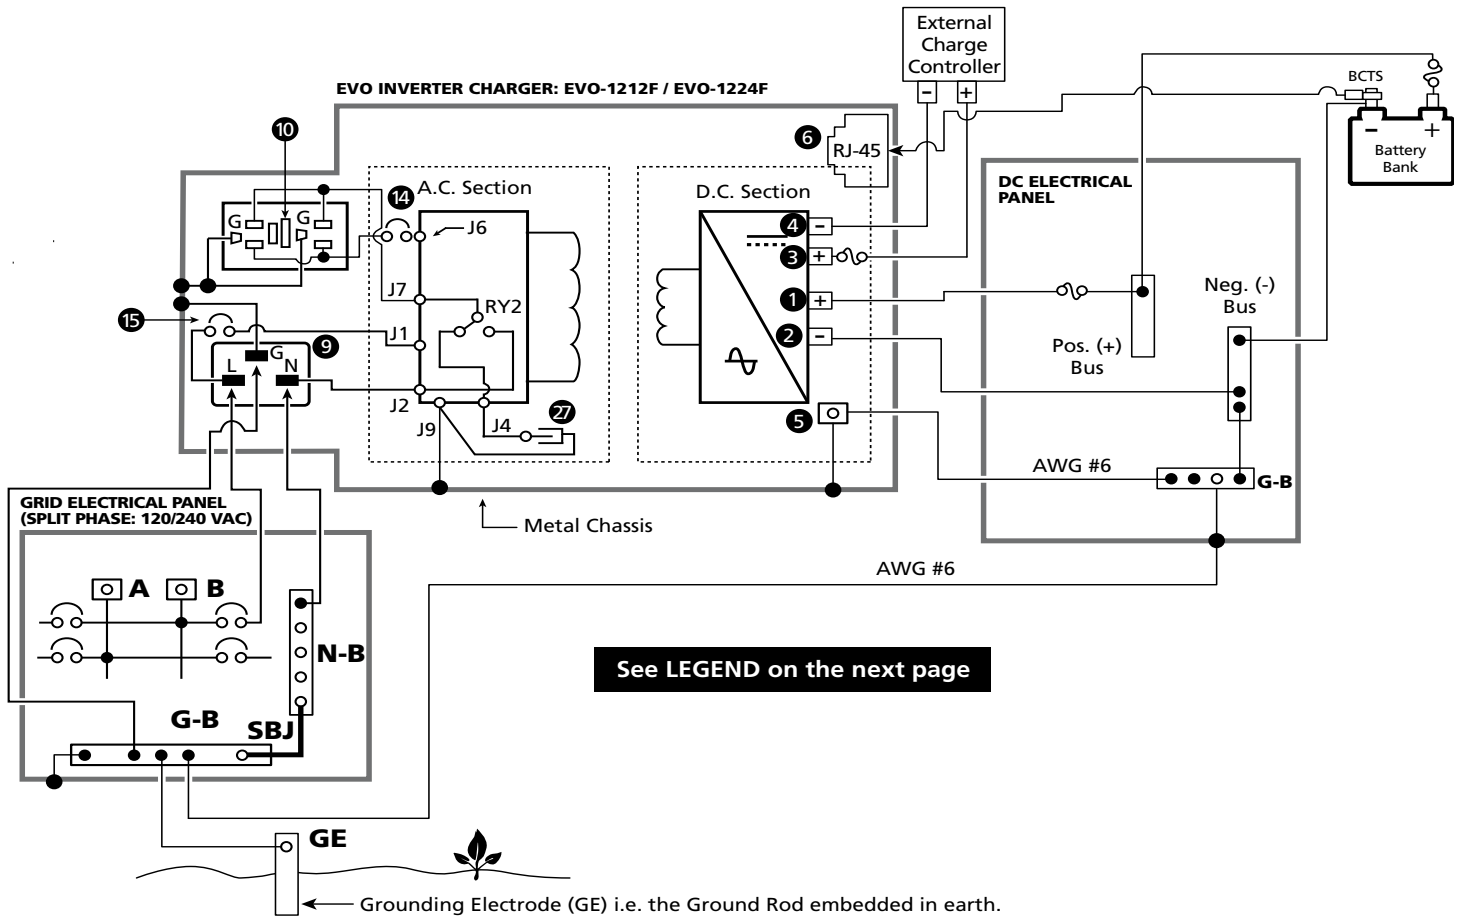 External
Charge
Controller
- +
BCTS
- +
Battery
Bank
EVO INVERTER CHARGER: EVO-1212F / EVO-1224F
10
6
RJ-45
14
A.C. Section
D.C. Section
DC ELECTRICAL
PANEL
G G
J6
4 -
3 +
J7
RY2
1 +
Neg. (-)
Bus
15
J1
9
2 -
Pos. (+)
Bus
L G N
J2
J9
J4
27
5
AWG #6
G-B
GRID ELECTRICAL PANEL
(SPLIT PHASE: 120/240 VAC)
Metal Chassis
AWG #6
A B
N-B
See LEGEND on the next page
G-B
SBJ
GE
Grounding Electrode (GE) i.e. the Ground Rod embedded in earth.